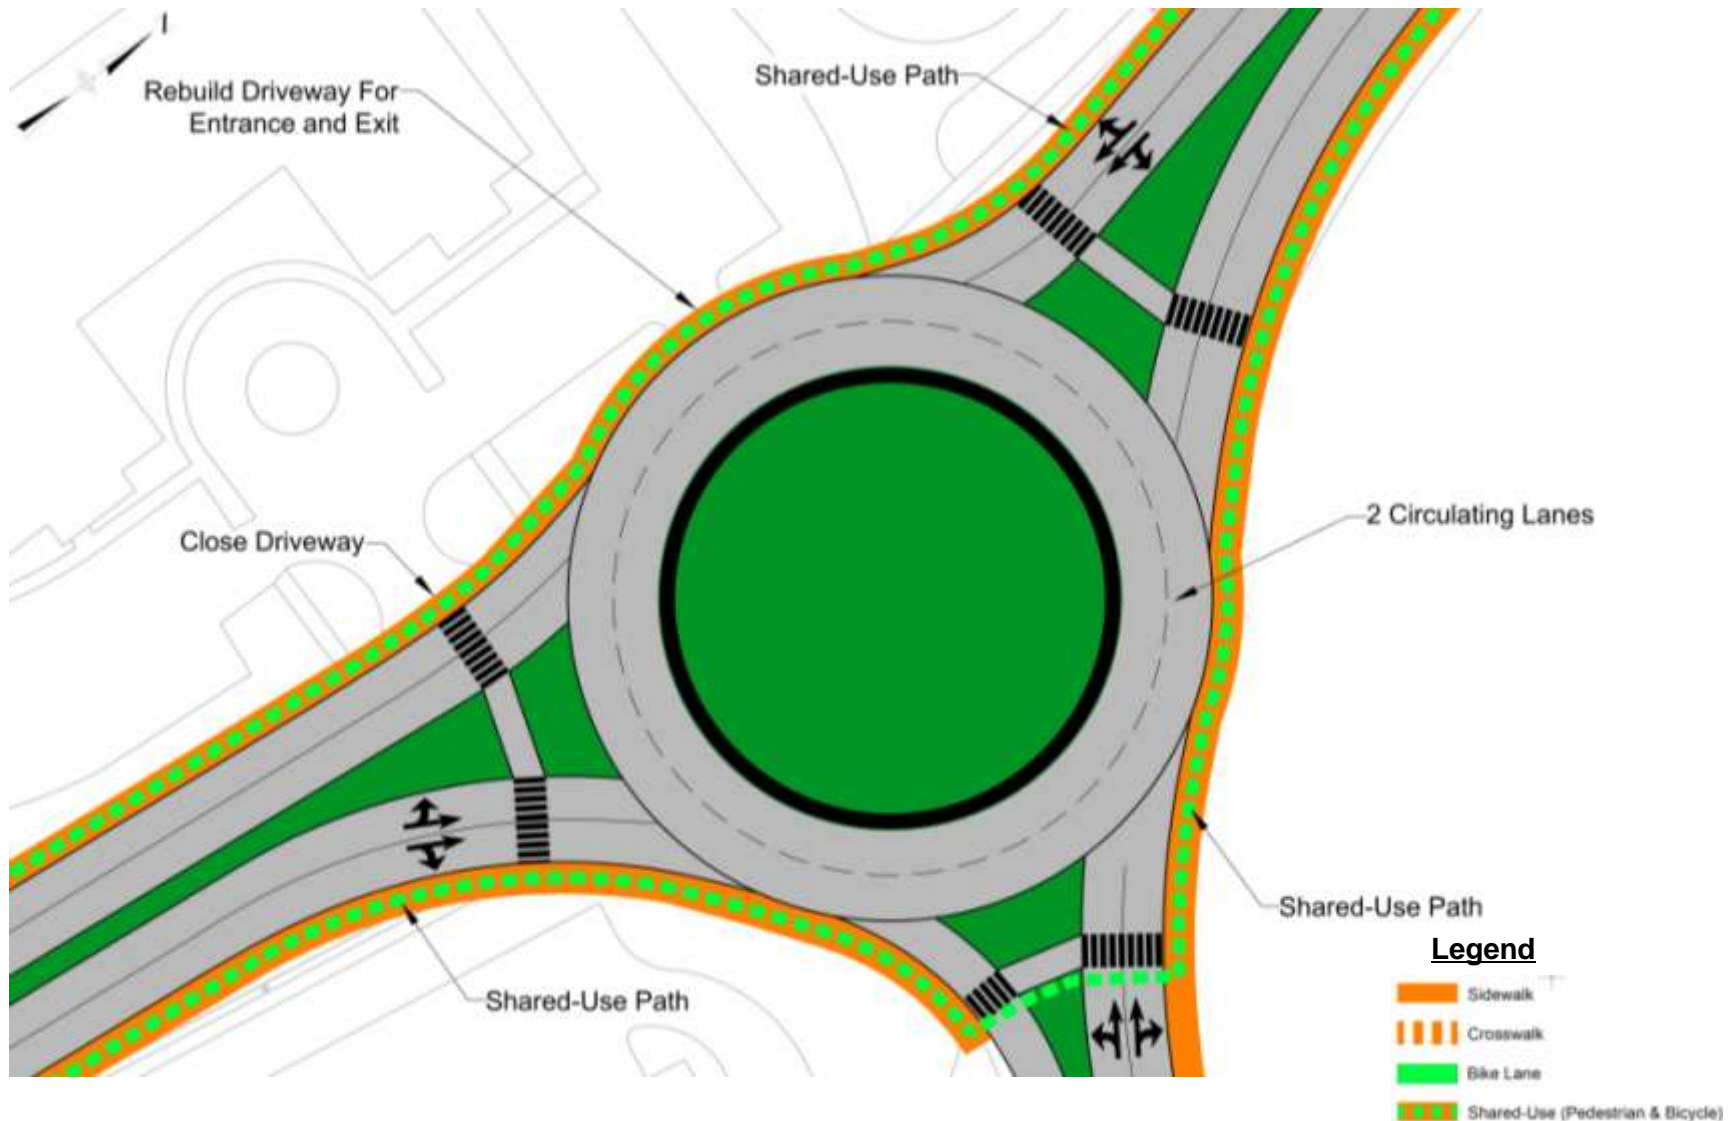 Rebuild Driveway For
Entrance and Exit
Shared-Use Path
Close Driveway
2 Circulating Lanes
Shared-Use Path
Shared-Use Path
Legend
Sidewalk
Crosswalk
Bike Lane
Shared-Use (Pedestrian & Bicycle)